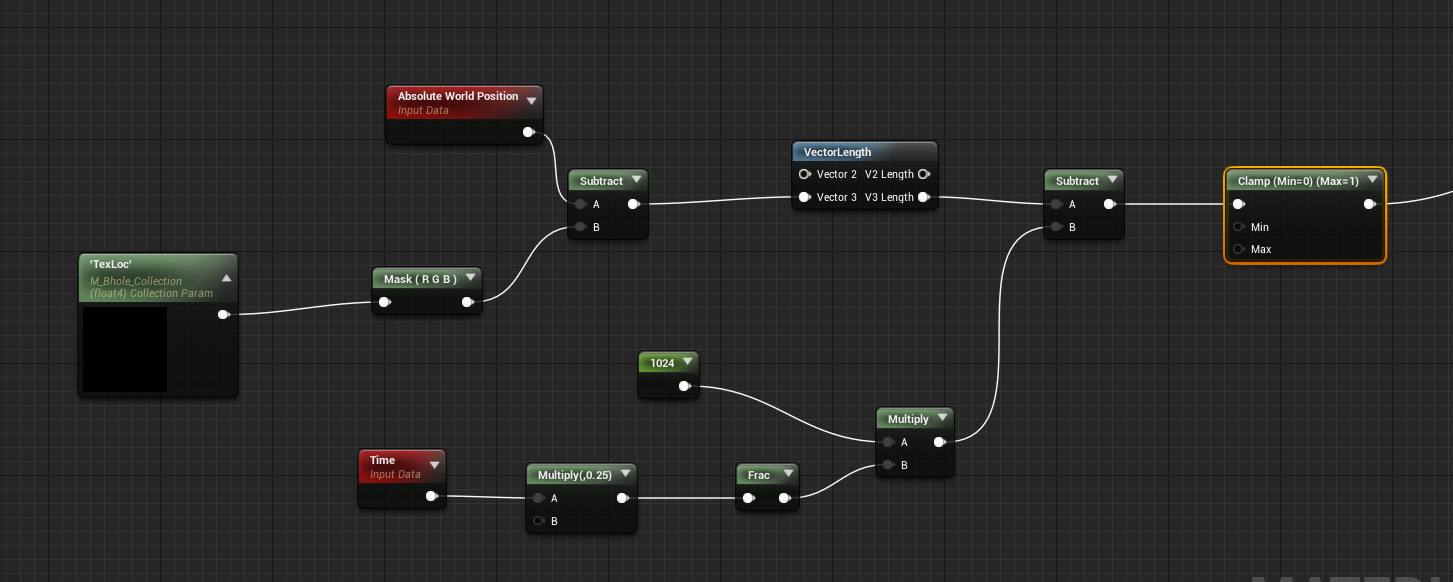 Absolute World Position
Input Data
Subtract
A
B
VectorLength
Vector 2 V2 Length
Vector 3 V3 Length
Subtract
A
B
Clamp (Min=0) (Max=1)
Min
Max
'TexLoc'
M_Bhole_Collection
(float4) Collection Param
Mask ( R G B )
1024
Multiply
A
B
Time
Input Data
Multiply(,0.25)
A
B
Frac